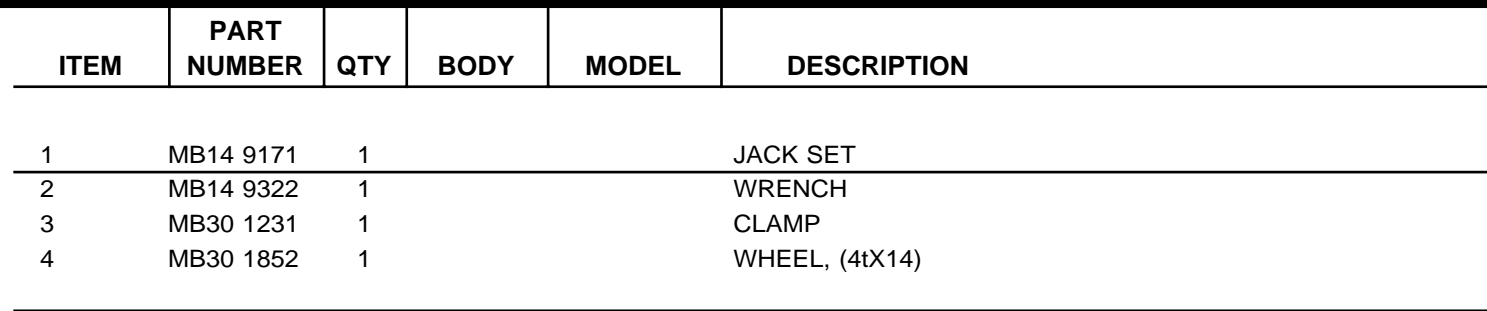 PART
ITEM NUMBER QTY BODY MODEL DESCRIPTION
1 MB14 9171 1 JACK SET
2 MB14 9322 1 WRENCH
3 MB30 1231 1 CLAMP
4 MB30 1852 1 WHEEL, (4tX14)